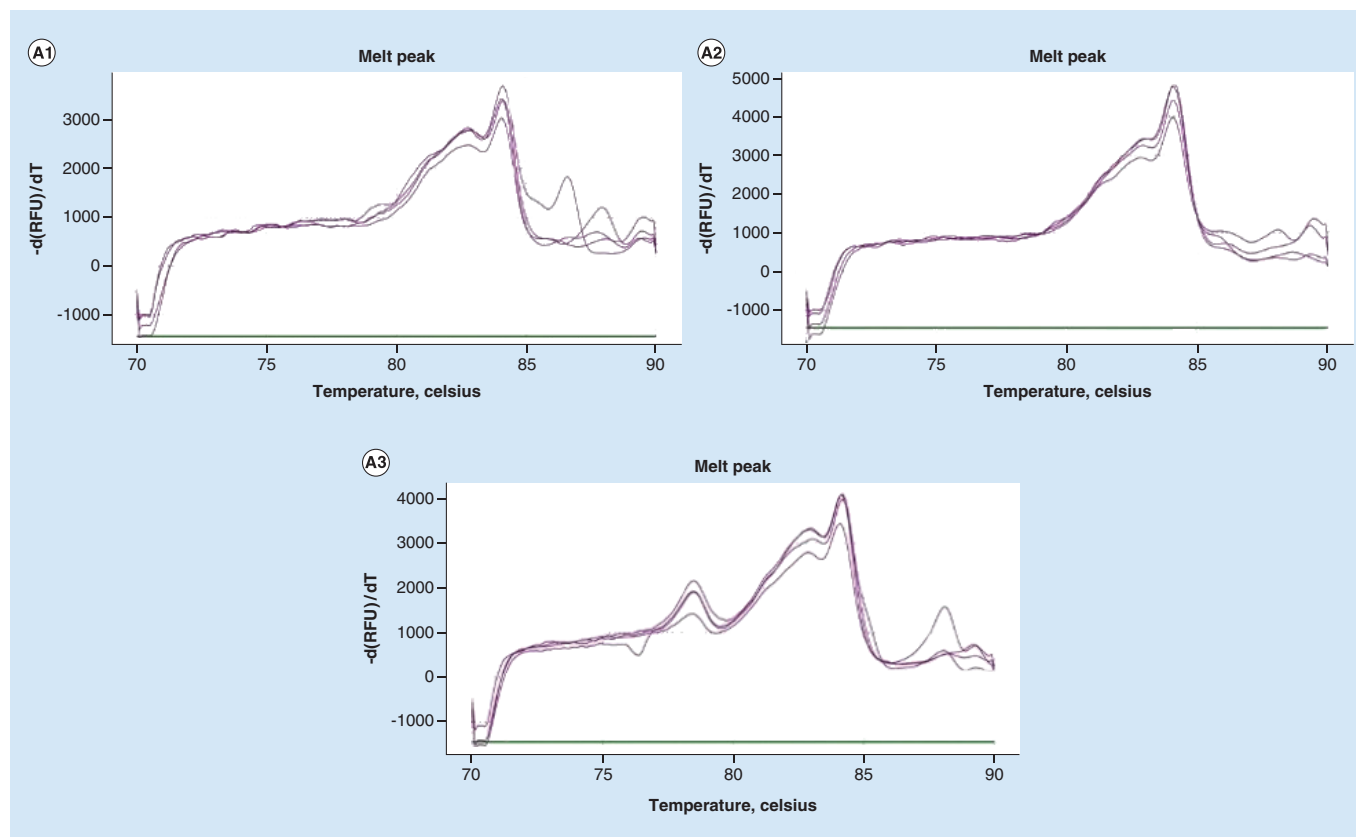 A1
Melt peak
-d(RFU)/dT
3000
2000
1000
0
-1000
70 75 80 85 90
Temperature, celsius
A2
Melt peak
-d(RFU)/dT
5000
4000
3000
2000
1000
0
-1000
70 75 80 85 90
Temperature, celsius
A3
Melt peak
-d(RFU)/dT
4000
3000
2000
1000
0
-1000
70 75 80 85 90
Temperature, celsius